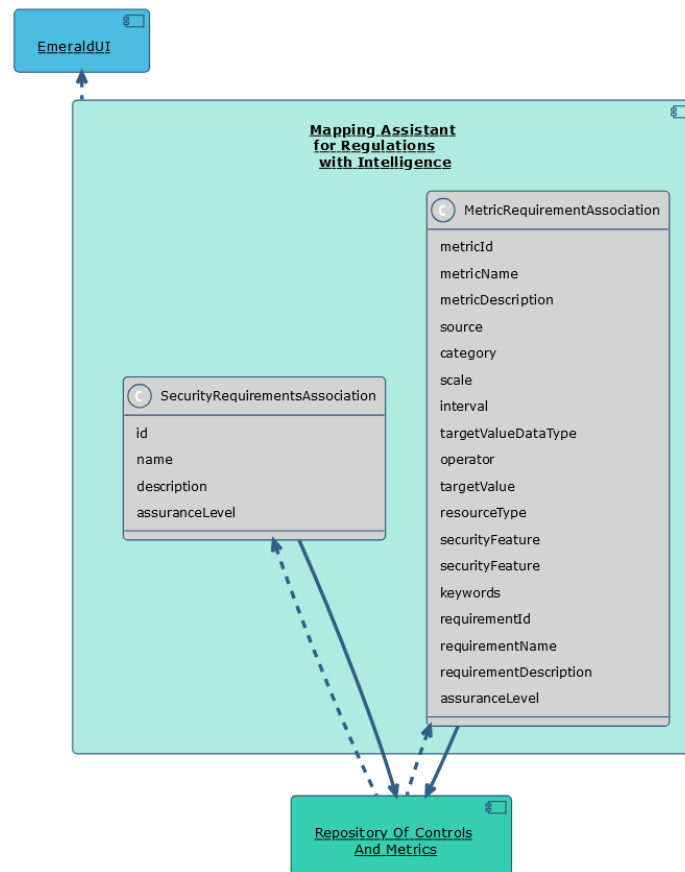 EmeraldUI
Mapping Assistant
for Regulations
with Intelligence
C MetricRequirementAssociation
metricId
metricName
metricDescription
source
category
scale
interval
targetValueDataType
operator
targetValue
resourceType
securityFeature
securityFeature
keywords
requirementId
requirementName
requirementDescription
assuranceLevel
C SecurityRequirementsAssociation
id
name
description
assuranceLevel
Repository Of Controls
And Metrics